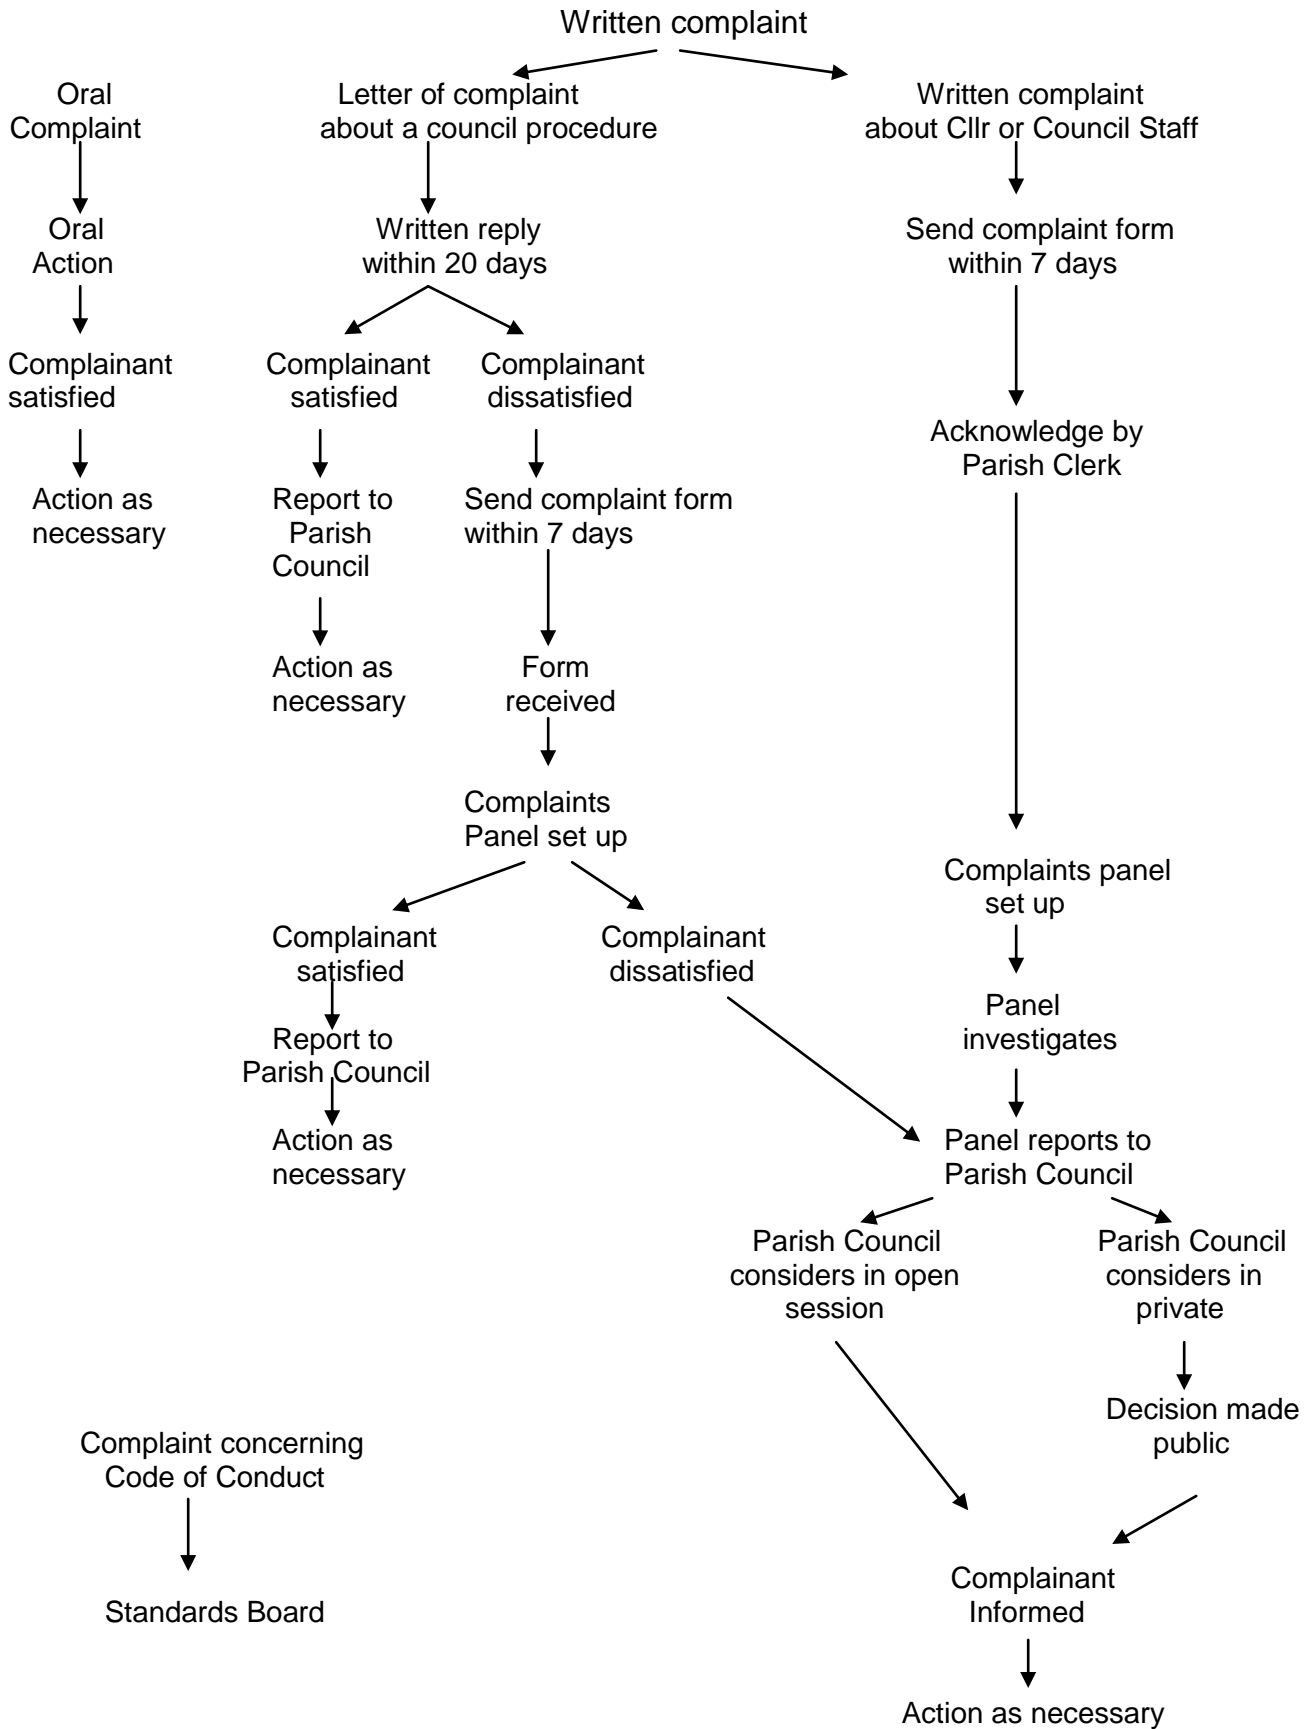 Written complaint
Oral
Complaint
Letter of complaint
about a council procedure
Written complaint
about Cllr or Council Staff
Oral
Action
Written reply
within 20 days
Send complaint form
within 7 days
Complainant
satisfied
Complainant
satisfied
Complainant
dissatisfied
Acknowledge by
Parish Clerk
Action as
necessary
Report to
Parish
Council
Send complaint form
within 7 days
Action as
necessary
Form
received
Complaints
Panel set up
Complaints panel
set up
Complainant
satisfied
Complainant
dissatisfied
Panel
investigates
Report to
Parish Council
Action as
necessary
Panel reports to
Parish Council
Parish Council
considers in open
session
Parish Council
considers in
private
Decision made
public
Complaint concerning
Code of Conduct
Standards Board
Complainant
Informed
Action as necessary